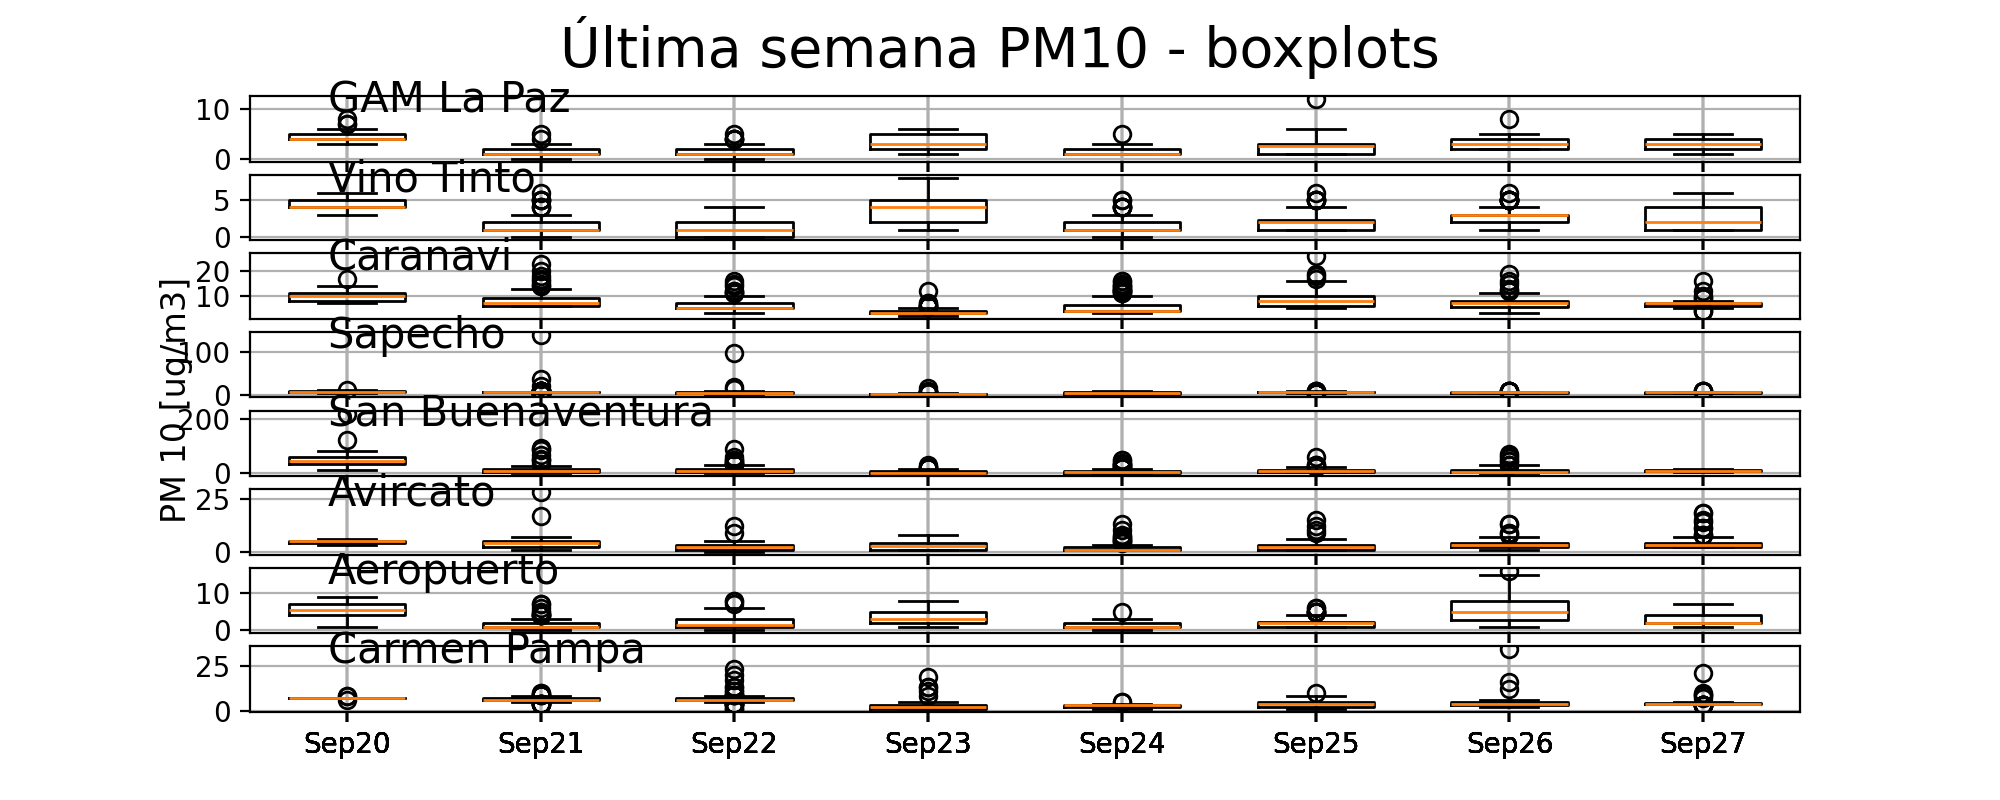 Última semana PM10 - boxplots
GAM La Paz
10
0
Vino Tinto
5
0
Caranavi
20
10
Sapecho
100
0
San Buenaventura
200
0
Avircato
25
0
Aeropuerto
10
0
Carmen Pampa
25
0
PM 10 [ug/m3]
Sep20 Sep21 Sep22 Sep23 Sep24 Sep25 Sep26 Sep27